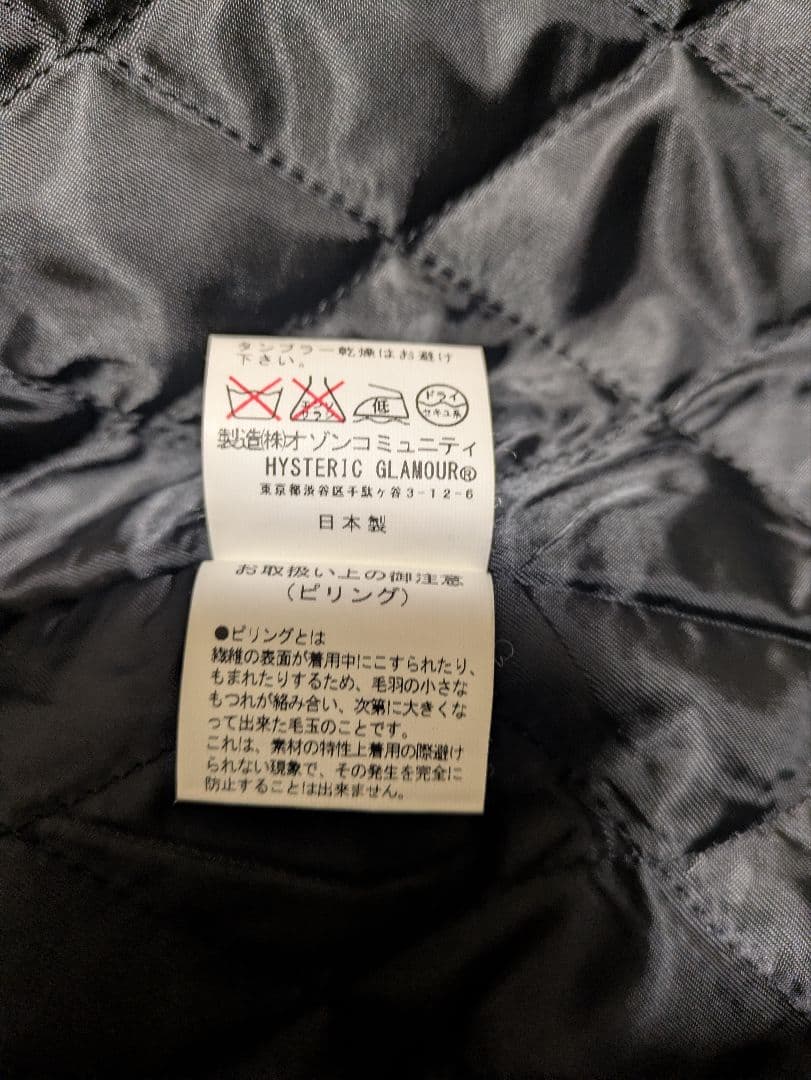 タンブラー乾燥はお避け
下さい。
エンソ
サラシ
低
ドライ
セキユ系
製造㈱オゾンコミュニティ
HYSTERIC GLAMOUR®
東京都渋谷区千駄ヶ谷3-12-6
日本製
お取扱い上の御注意
(ピリング)
●ピリングとは
繊維の表面が着用中にこすられたり、
もまれたりするため、毛羽の小さな
もつれが絡み合い、次第に大きくな
って出来た毛玉のことです。
これは、素材の特性上着用の際避け
られない現象で、その発生を完全に
防止することは出来ません。